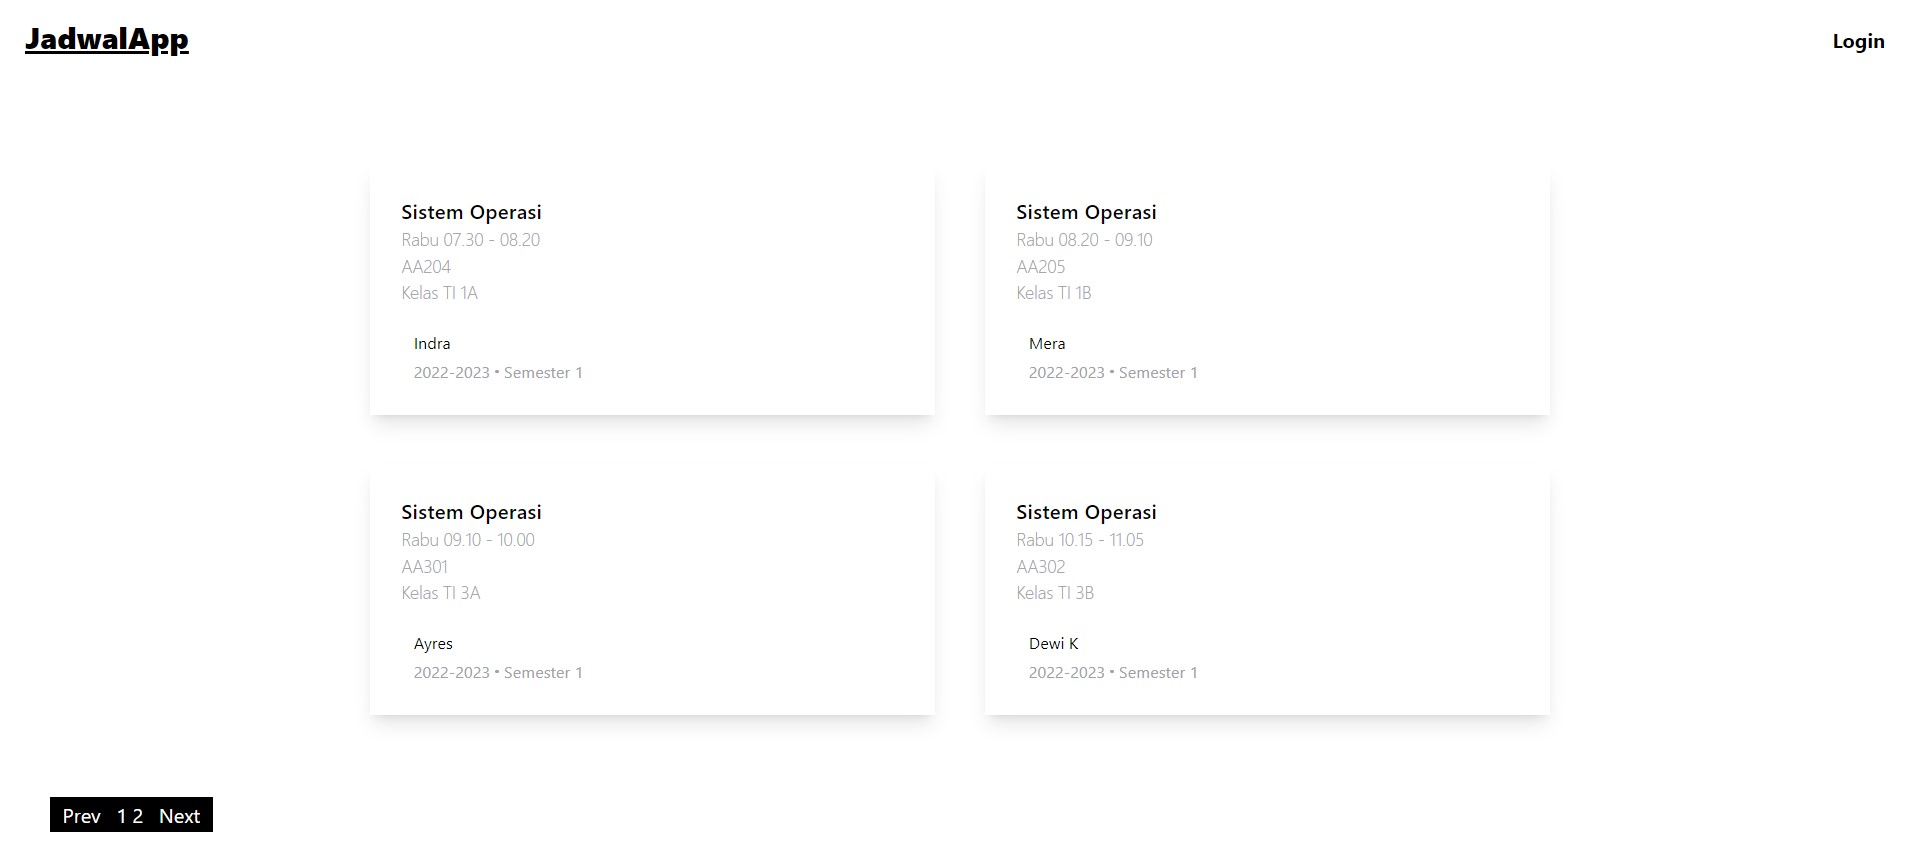 JadwalApp
Login
Sistem Operasi
Rabu 07.30 - 08.20
AA204
Kelas TI 1A
Indra
2022-2023 • Semester 1
Sistem Operasi
Rabu 08.20 - 09.10
AA205
Kelas TI 1B
Mera
2022-2023 • Semester 1
Sistem Operasi
Rabu 09.10 - 10.00
AA301
Kelas TI 3A
Ayres
2022-2023 • Semester 1
Sistem Operasi
Rabu 10.15 - 11.05
AA302
Kelas TI 3B
Dewi K
2022-2023 • Semester 1
Prev 1 2 Next